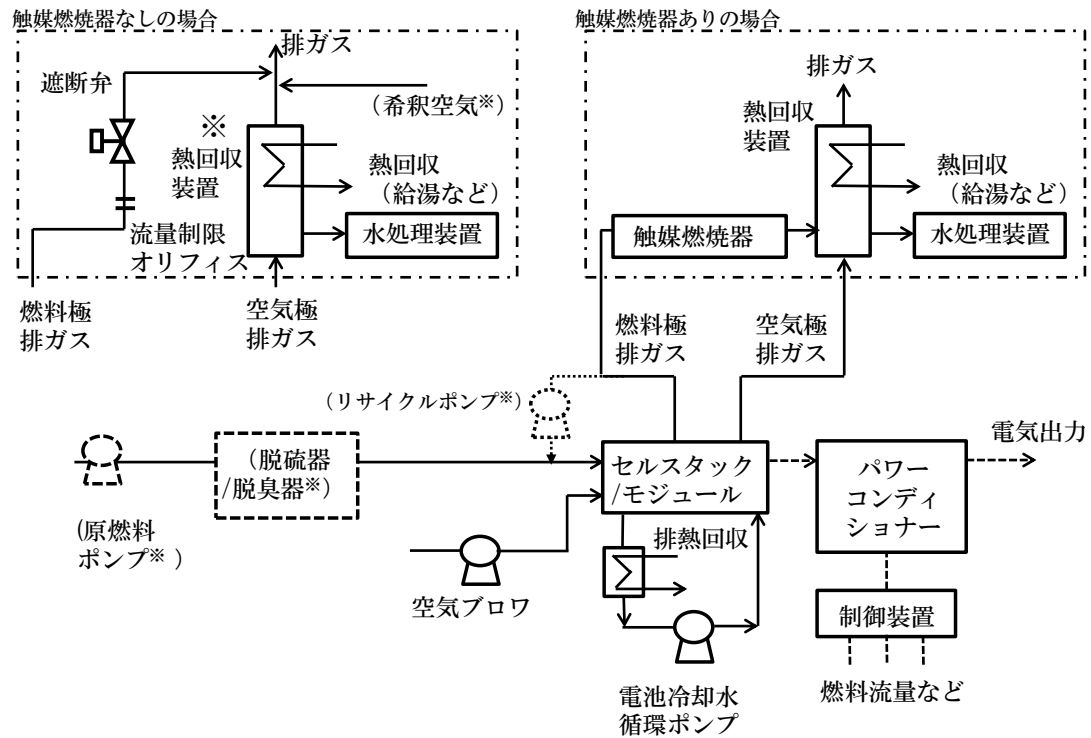 触媒燃焼器なしの場合
排ガス
遮断弁
（希釈空気※）
※
熱回収
装置
熱回収
（給湯など）
水処理装置
流量制限
オリフィス
燃料極
排ガス
空気極
排ガス
触媒燃焼器ありの場合
排ガス
熱回収
装置
熱回収
（給湯など）
触媒燃焼器
水処理装置
燃料極
排ガス
空気極
排ガス
（リサイクルポンプ※）
（脱硫器
/脱臭器※）
(原燃料
ポンプ※ ）
空気ブロワ
セルスタック
/モジュール
排熱回収
電池冷却水
循環ポンプ
電気出力
パワー
コンディ
ショナー
制御装置
燃料流量など